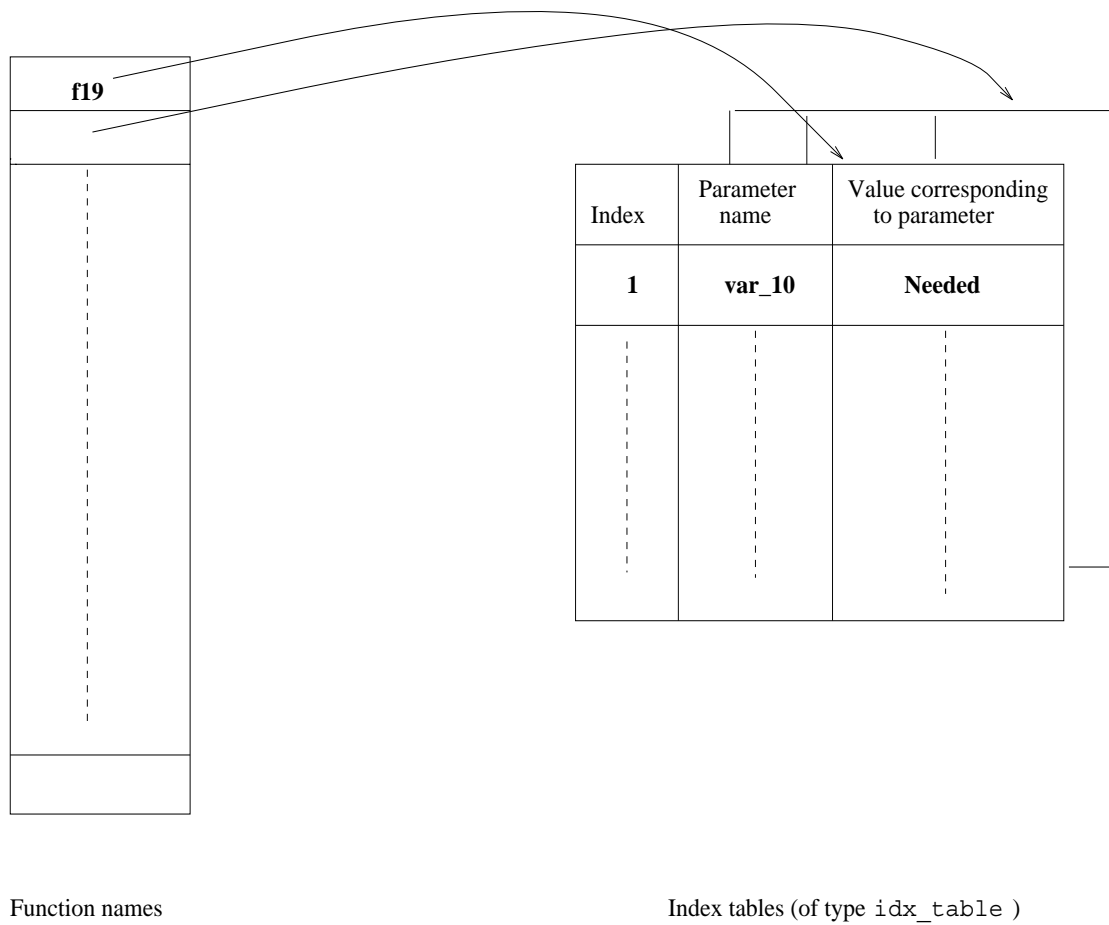 f19
Index
Parameter
name
Value corresponding
to parameter
1
var_10
Needed
Function names
Index tables (of type idx_table )